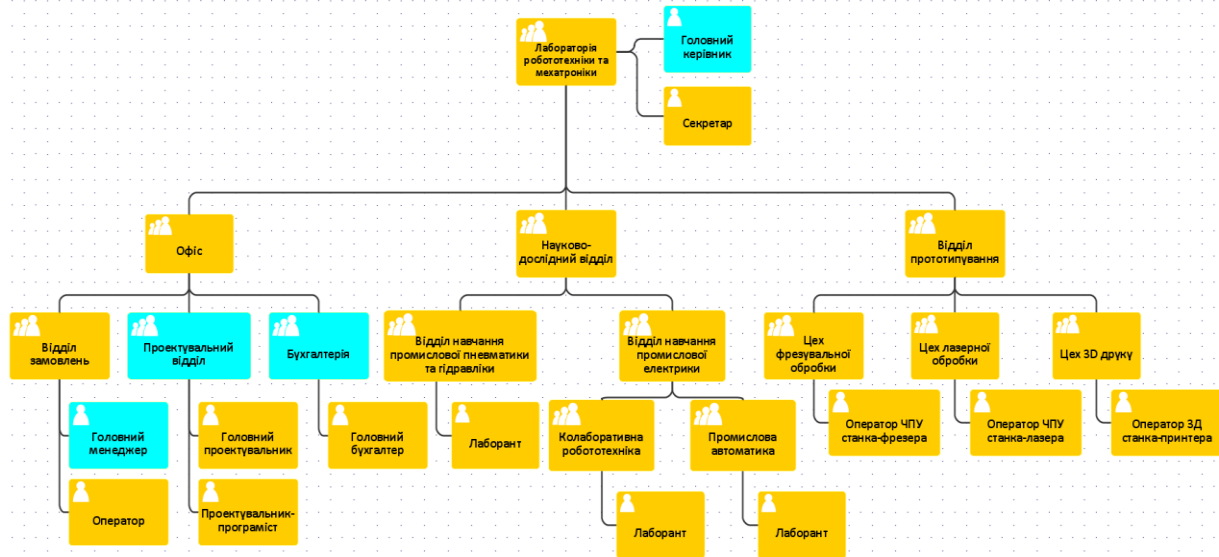 Лабораторія
робототехніки та
мехатроніки
Головний
керівник
Секретар
Офіс
Науково-
дослідний відділ
Відділ
прототипування
Відділ
замовлень
Проектувальний
відділ
Бухгалтерія
Відділ навчання
промислової пневматики
та гідравліки
Відділ навчання
промислової
електрики
Цех
фрезувальної
обробки
Цех лазерної
обробки
Цех 3D друку
Головний
менеджер
Головний
проектувальник
Головний
бухгалтер
Лаборант
Колаборативна
робототехніка
Промислова
автоматика
Оператор ЧПУ
станка-фрезера
Оператор ЧПУ
станка-лазера
Оператор 3Д
станка-принтера
Оператор
Проектувальник-
програміст
Лаборант
Лаборант